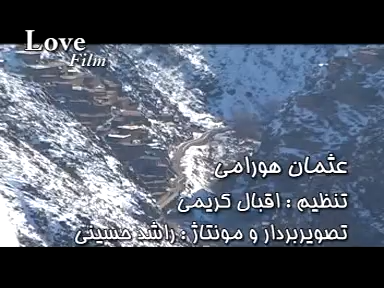 Love
Film
عثمان هورامی
تنظیم : اقبال کریمی
تصویربردار و مونتاژ : راشد حسینی